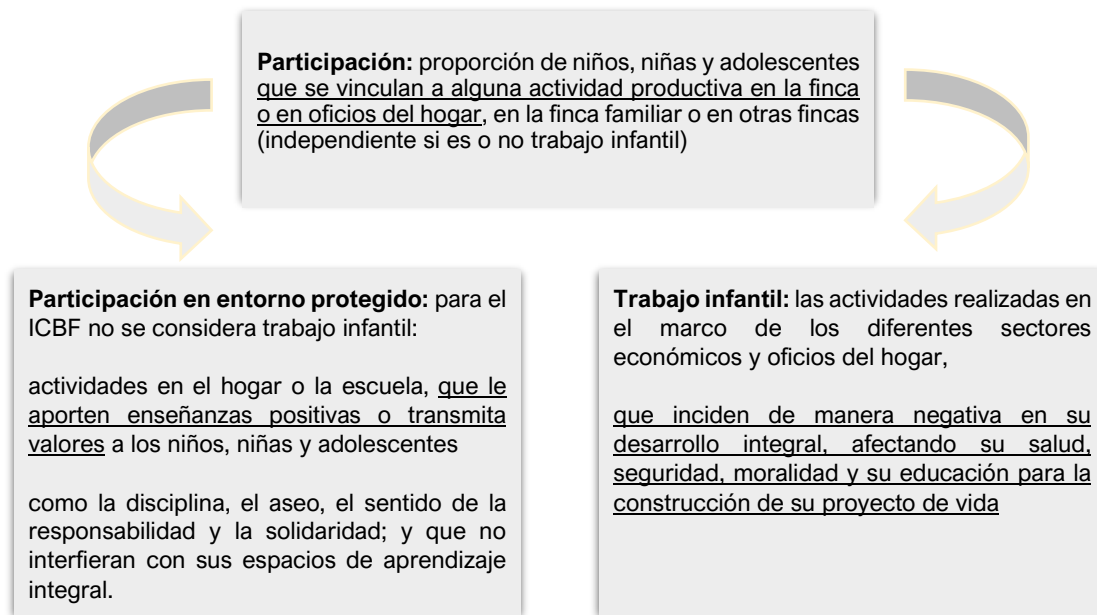 Participación: proporción de niños, niñas y adolescentes
que se vinculan a alguna actividad productiva en la finca
o en oficios del hogar, en la finca familiar o en otras fincas
(independiente si es o no trabajo infantil)
Participación en entorno protegido: para el
ICBF no se considera trabajo infantil:
actividades en el hogar o la escuela, que le
aporten enseñanzas positivas o transmita
valores a los niños, niñas y adolescentes
como la disciplina, el aseo, el sentido de la
responsabilidad y la solidaridad; y que no
interfieran con sus espacios de aprendizaje
integral.
Trabajo infantil: las actividades realizadas en
el marco de los diferentes sectores
económicos y oficios del hogar,
que inciden de manera negativa en su
desarrollo integral, afectando su salud,
seguridad, moralidad y su educación para la
construcción de su proyecto de vida